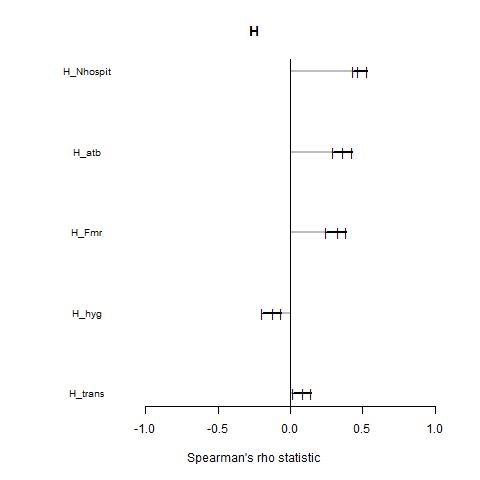 H
H_Nhospit
H_atb
H_Fmr
H_hyg
H_trans
-1.0 -0.5 0.0 0.5 1.0
Spearman's rho statistic